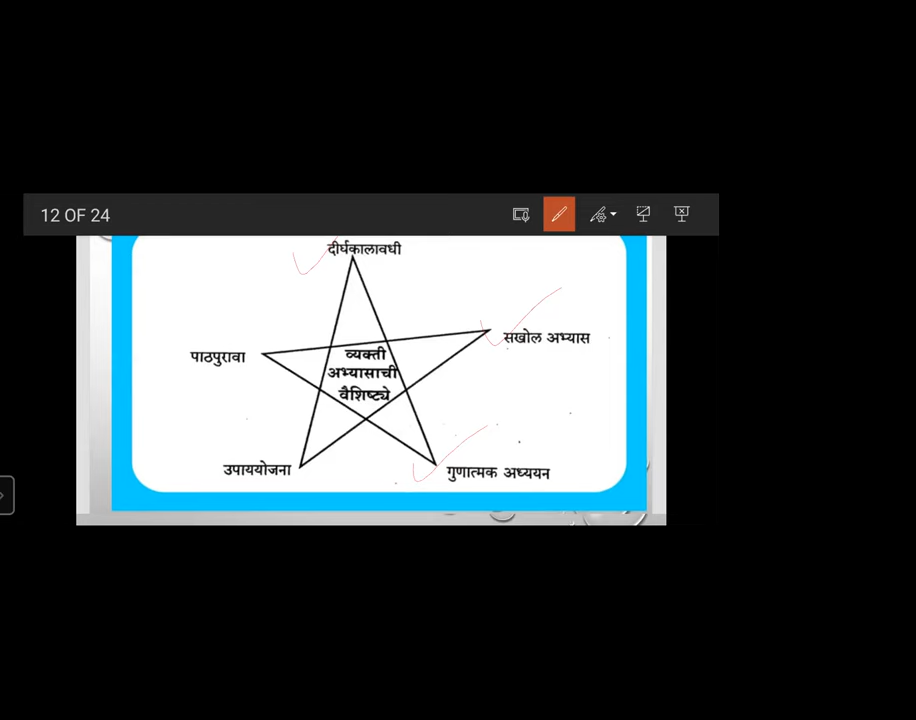 12 OF 24
दीर्घकालावधी
सखोल अभ्यास
पाठपुरावा
व्यक्ती
अभ्यासाची
वैशिष्ट्ये
उपाययोजना
गुणात्मक अध्ययन